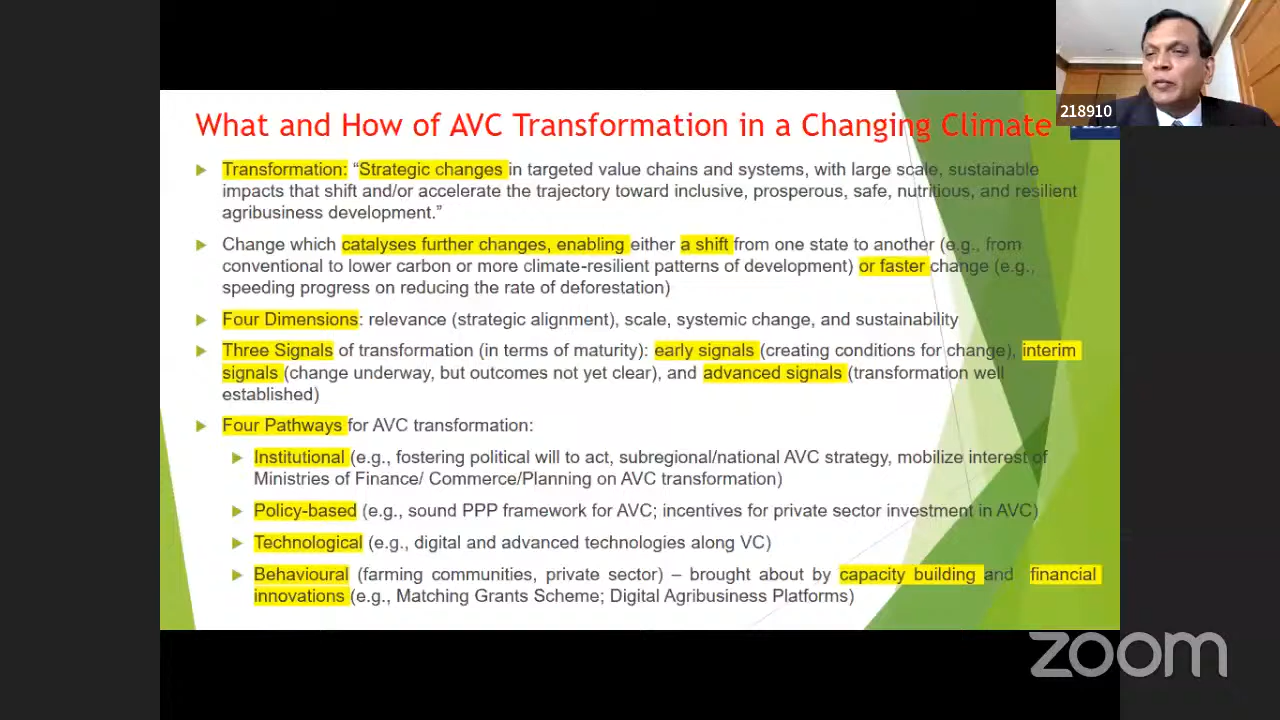 218910
What and How of AVC Transformation in a Changing Climate
Transformation: “Strategic changes in targeted value chains and systems, with large scale, sustainable
impacts that shift and/or accelerate the trajectory toward inclusive, prosperous, safe, nutritious, and resilient
agribusiness development.”
Change which catalyses further changes, enabling either a shift from one state to another (e.g., from
conventional to lower carbon or more climate-resilient patterns of development) or faster change (e.g.,
speeding progress on reducing the rate of deforestation)
Four Dimensions: relevance (strategic alignment), scale, systemic change, and sustainability
Three Signals of transformation (in terms of maturity): early signals (creating conditions for change), interim
signals (change underway, but outcomes not yet clear), and advanced signals (transformation well
established)
Four Pathways for AVC transformation:
Institutional (e.g., fostering political will to act, subregional/national AVC strategy, mobilize interest of
Ministries of Finance/ Commerce/Planning on AVC transformation)
Policy-based (e.g., sound PPP framework for AVC; incentives for private sector investment in AVC)
Technological (e.g., digital and advanced technologies along VC)
Behavioural (farming communities, private sector) – brought about by capacity building and financial
innovations (e.g., Matching Grants Scheme; Digital Agribusiness Platforms)
zoom